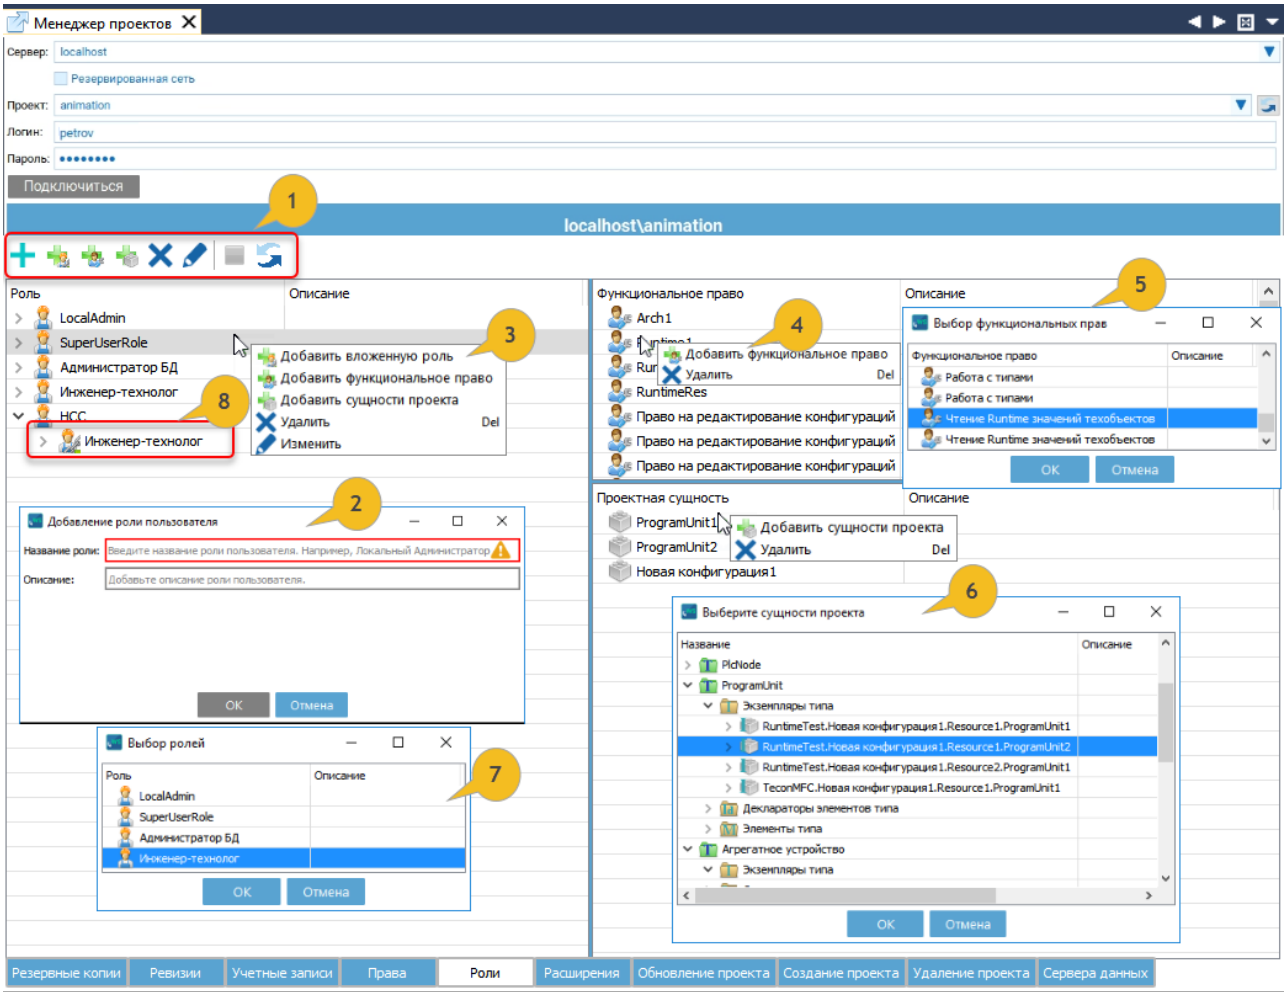 Менеджер проектов
Сервер: localhost
Резервированная сеть
Проект: animation
Логин: petrov
Пароль: ••••••••
Подключиться
1
localhost\animation
Роль Описание
LocalAdmin
SuperUserRole
Администратор БД
Инженер-технолог
НСС
Инженер-технолог
8
3
Добавить вложенную роль
Добавить функциональное право
Добавить сущности проекта
Удалить Del
Изменить
2
Добавление роли пользователя
Название роли: Введите название роли пользователя. Например, Локальный Администратор
Описание: Добавьте описание роли пользователя.
OK Отмена
7
Выбор ролей
Роль Описание
LocalAdmin
SuperUserRole
Администратор БД
Инженер-технолог
OK Отмена
Функциональное право Описание
Arch1
RuntimeRes
Право на редактирование конфигураций
Право на редактирование конфигураций
Право на редактирование конфигураций
4
Добавить функциональное право
Удалить Del
5
Выбор функциональных прав
Функциональное право Описание
Работа с типами
Работа с типами
Чтение Runtime значений техобъектов
Чтение Runtime значений техобъектов
OK Отмена
Проектная сущность Описание
ProgramUnit1
ProgramUnit2
Новая конфигурация1
Добавить сущности проекта
Удалить Del
6
Выберите сущности проекта
Название Описание
PlcNode
ProgramUnit
Экземпляры типа
RuntimeTest.Новая конфигурация1.Resource1.ProgramUnit1
RuntimeTest.Новая конфигурация1.Resource1.ProgramUnit2
RuntimeTest.Новая конфигурация1.Resource2.ProgramUnit1
TeconMFC.Новая конфигурация1.Resource1.ProgramUnit1
Деклараторы элементов типа
Элементы типа
Агрегатное устройство
Экземпляры типа
OK Отмена
Резервные копии Ревизии Учетные записи Права Роли Расширения Обновление проекта Создание проекта Удаление проекта Сервера данных